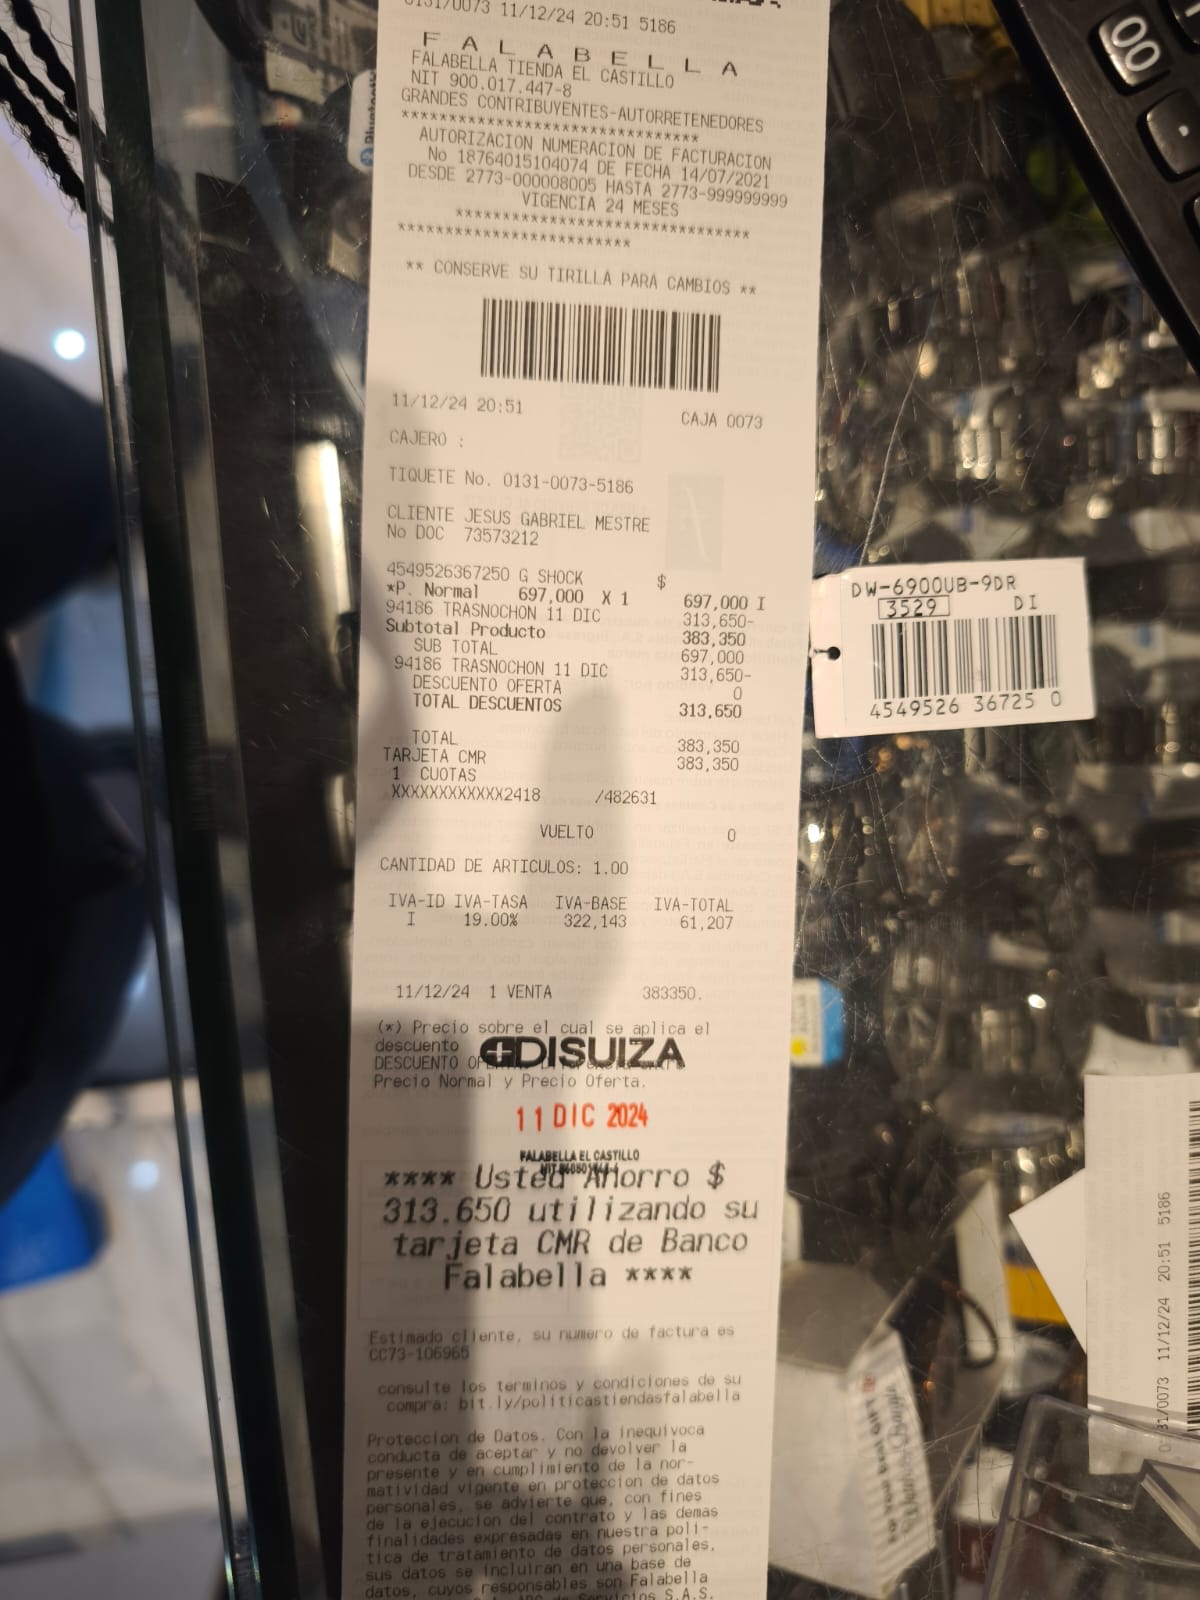 0131/0073 11/12/24 20:51 5186
F A L A B E L L A
FALABELLA TIENDA EL CASTILLO
NIT 900.017.447-8
GRANDES CONTRIBUYENTES-AUTORRETENEDORES
********************************
AUTORIZACION NUMERACION DE FACTURACION
No 18764015104074 DE FECHA 14/07/2021
DESDE 2773-000008005 HASTA 2773-999999999
VIGENCIA 24 MESES
********************************
*************************
** CONSERVE SU TIRILLA PARA CAMBIOS **
11/12/24 20:51 CAJA 0073
CAJERO :
TIQUETE No. 0131-0073-5186
CLIENTE JESUS GABRIEL MESTRE
No DOC 73573212
4549526367250 G SHOCK $
*P. Normal 697,000 X 1 697,000 I
94186 TRASNOCHON 11 DIC 313,650-
Subtotal Producto 383,350
SUB TOTAL 697,000
94186 TRASNOCHON 11 DIC 313,650-
DESCUENTO OFERTA 0
TOTAL DESCUENTOS 313,650
TOTAL 383,350
TARJETA CMR 383,350
1 CUOTAS
XXXXXXXXXXXX2418 /482631
VUELTO 0
CANTIDAD DE ARTICULOS: 1.00
IVA-ID IVA-TASA IVA-BASE IVA-TOTAL
I 19.00% 322,143 61,207
11/12/24 1 VENTA 383350.
(*) Precio sobre el cual se aplica el
descuento
DISUIZA
DESCUENTO
Precio Normal y Precio Oferta.
11 DIC 2024
FALABELLA EL CASTILLO
**** Usted Ahorro $
313.650 utilizando su
tarjeta CMR de Banco
Falabella ****
Estimado cliente, su numero de factura es
CC73-106965
consulte los terminos y condiciones de su
compra: bit.ly/politicastiendasfalabella
Proteccion de Datos. Con la inequivoca
conducta de aceptar y no devolver la
presente y en cumplimiento de la nor-
matividad vigente en proteccion de datos
personales, se advierte que, con fines
de la ejecucion del contrato y las demas
finalidades expresadas en nuestra poli-
tica de tratamiento de datos personales,
sus datos se incluiran en una base de
datos, cuyos responsables son Falabella
Servicios S.A.S.
DW-6900UB-9DR
3529 DI
4549526 36725 0
31/0073 11/12/24 20:51 5186
00
Bluetooth